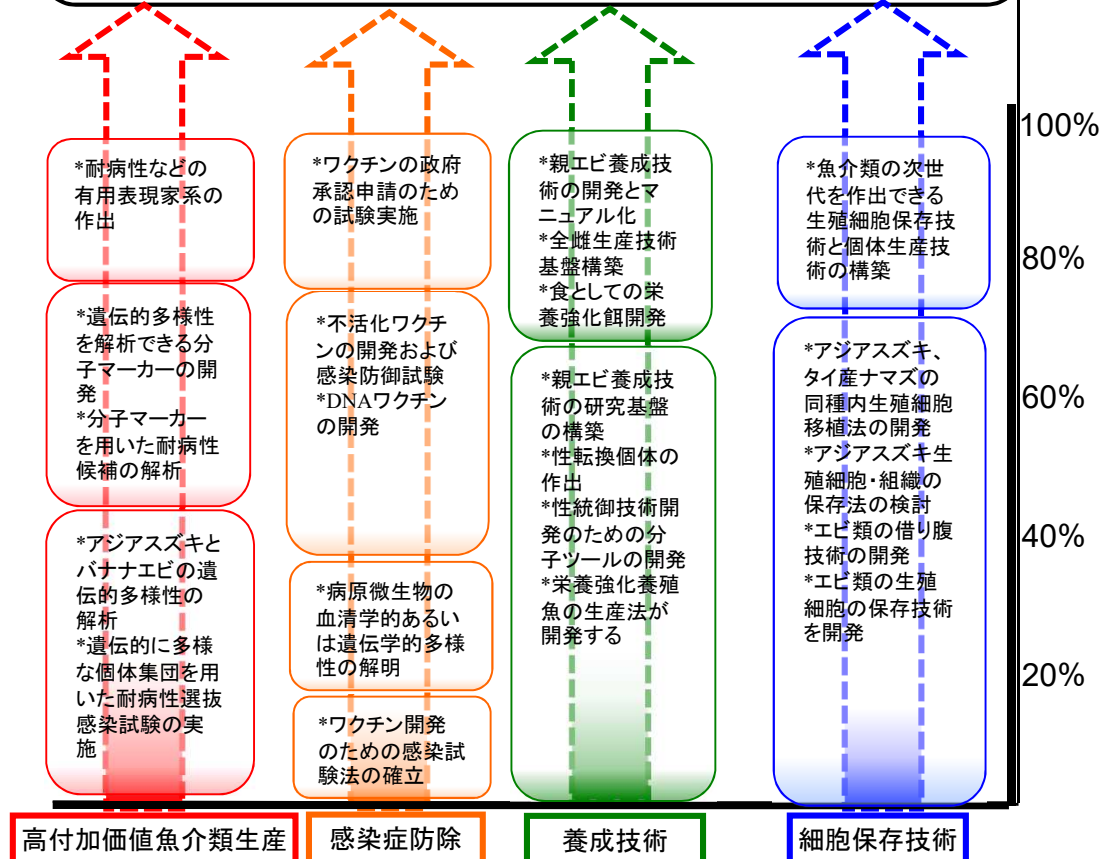 *耐病性などの
有用表現家系の
作出
*遺伝的多様性
を解析できる分
子マーカーの開
発
*分子マーカー
を用いた耐病性
候補の解析
*アジアスズキと
バナナエビの遺
伝的多様性の
解析
*遺伝的に多様
な個体集団を用
いた耐病性選抜
感染試験の実
施
高付加価値魚介類生産
*ワクチンの政府
承認申請のため
の試験実施
*不活化ワクチ
ンの開発および
感染防御試験
*DNAワクチン
の開発
*病原微生物の
血清学的あるい
は遺伝学的多様
性の解明
*ワクチン開発
のための感染試
験法の確立
感染症防除
*親エビ養成技
術の開発とマ
ニュアル化
*全雌生産技術
基盤構築
*食としての栄
養強化餌開発
*親エビ養成技
術の研究基盤
の構築
*性転換個体の
作出
*性統御技術開
発のための分
子ツールの開発
*栄養強化養殖
魚の生産法が
開発する
養成技術
*魚介類の次世
代を作出できる
生殖細胞保存技
術と個体生産技
術の構築
*アジアスズキ、
タイ産ナマズの
同種内生殖細胞
移植法の開発
*アジアスズキ生
殖細胞・組織の
保存法の検討
*エビ類の借り腹
技術の開発
*エビ類の生殖
細胞の保存技術
を開発
細胞保存技術
100%
80%
60%
40%
20%